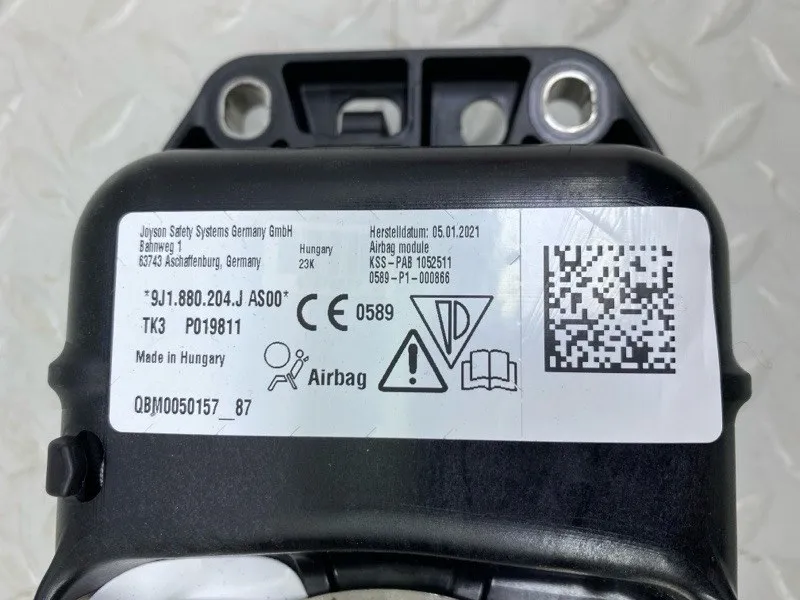 Joyson Safety Systems Germany GmbH
Bahnweg 1
63743 Aschaffenburg, Germany
Hungary
23K
Herstelldatum: 05.01.2021
Airbag module
KSS-PAB 1052511
0589-P1-000866
*9J1.880.204.J AS00*
TK3 P019811
CE 0589
Made in Hungary
Airbag
QBM0050157__87